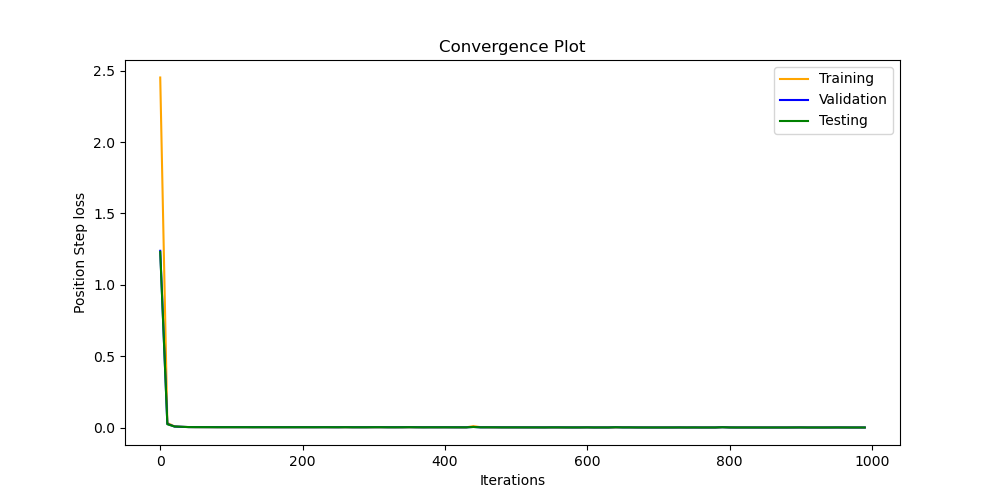 Convergence Plot
Training
Validation
Testing
Position Step loss
2.5
2.0
1.5
1.0
0.5
0.0
0 200 400 600 800 1000
Iterations